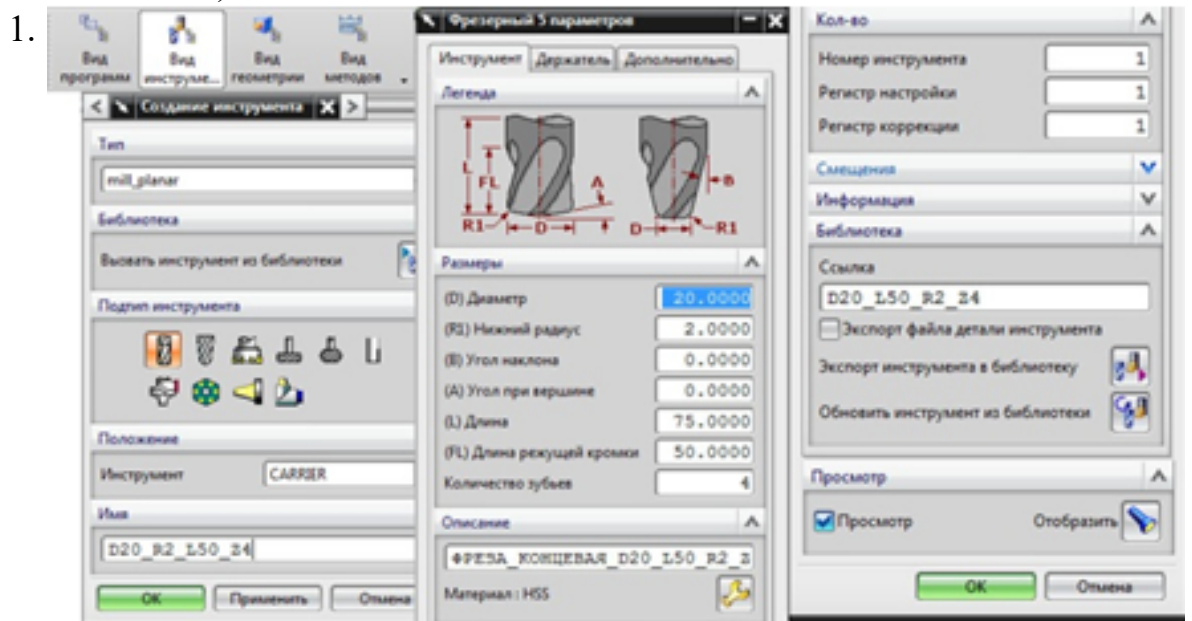 1.
Вид программ
Вид инструме...
Вид геометрии
Вид методов
Создание инструмента
Тип
mill_planar
Библиотека
Вызвать инструмент из библиотеки
Подтип инструмента
Положение
Инструмент CARRIER
Имя
D20_R2_L50_Z4
ОК Применить Отмена
Фрезерный 5 параметров
Инструмент Держатель Дополнительно
Легенда
L FL A B
R1 D D R1
Размеры
(D) Диаметр 20.0000
(R1) Нижний радиус 2.0000
(B) Угол наклона 0.0000
(A) Угол при вершине 0.0000
(L) Длина 75.0000
(FL) Длина режущей кромки 50.0000
Количество зубьев 4
Описание
ФРЕЗА_КОНЦЕВАЯ_D20_L50_R2_Z
Материал : HSS
Кол-во
Номер инструмента 1
Регистр настройки 1
Регистр коррекции 1
Смещения
Информация
Библиотека
Ссылка
D20_L50_R2_Z4
Экспорт файла детали инструмента
Экспорт инструмента в библиотеку
Обновить инструмент из библиотеки
Просмотр
Просмотр Отобразить
ОК Отмена